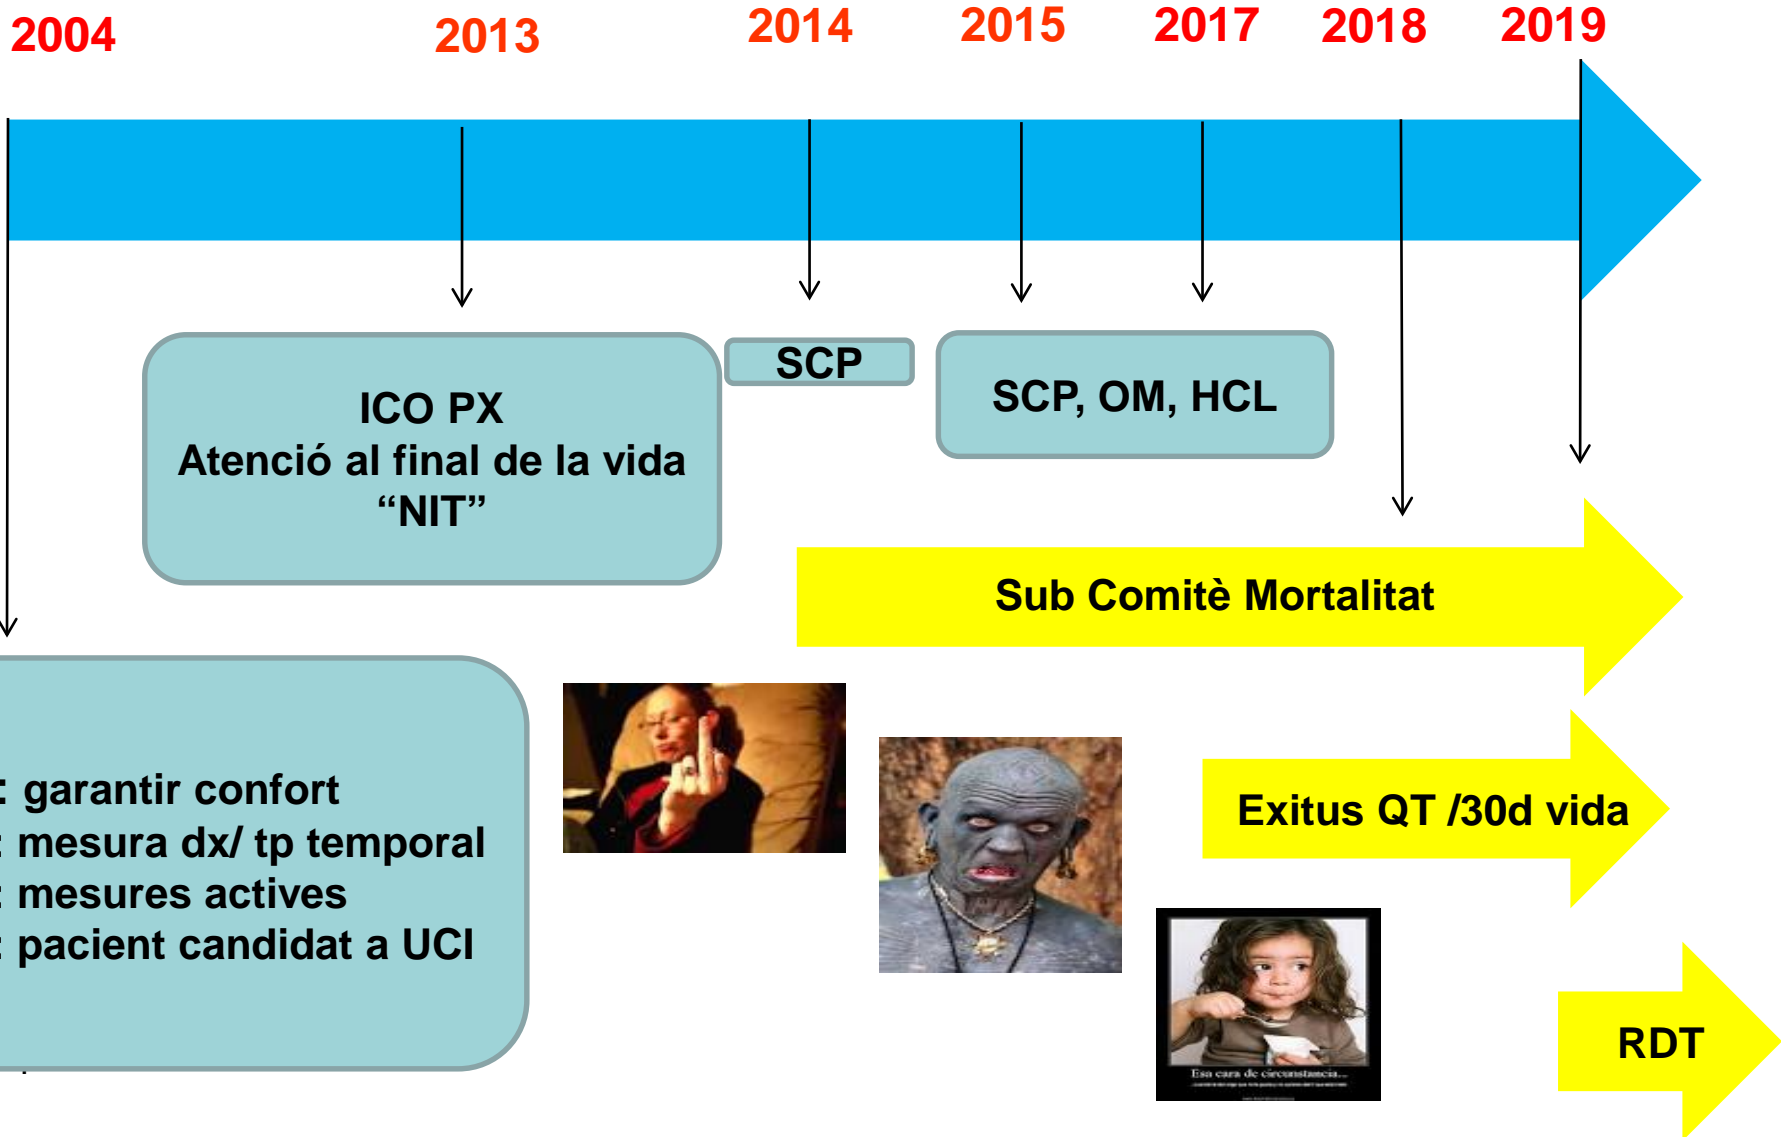 2004
2013
2014
2015
2017
2018
2019
ICO PX
Atenció al final de la vida
“NIT”
SCP
SCP, OM, HCL
Sub Comitè Mortalitat
: garantir confort
: mesura dx/ tp temporal
: mesures actives
: pacient candidat a UCI
Exitus QT /30d vida
Esa cara de circunstancia...
RDT